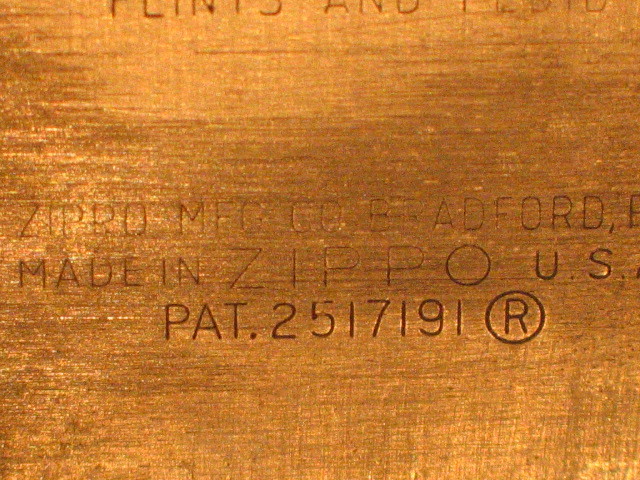 FLINTS AND FLUID
ZIPPO MFG. CO. BRADFORD, P
MADE IN ZIPPO U.S.A
PAT. 2517191 ®